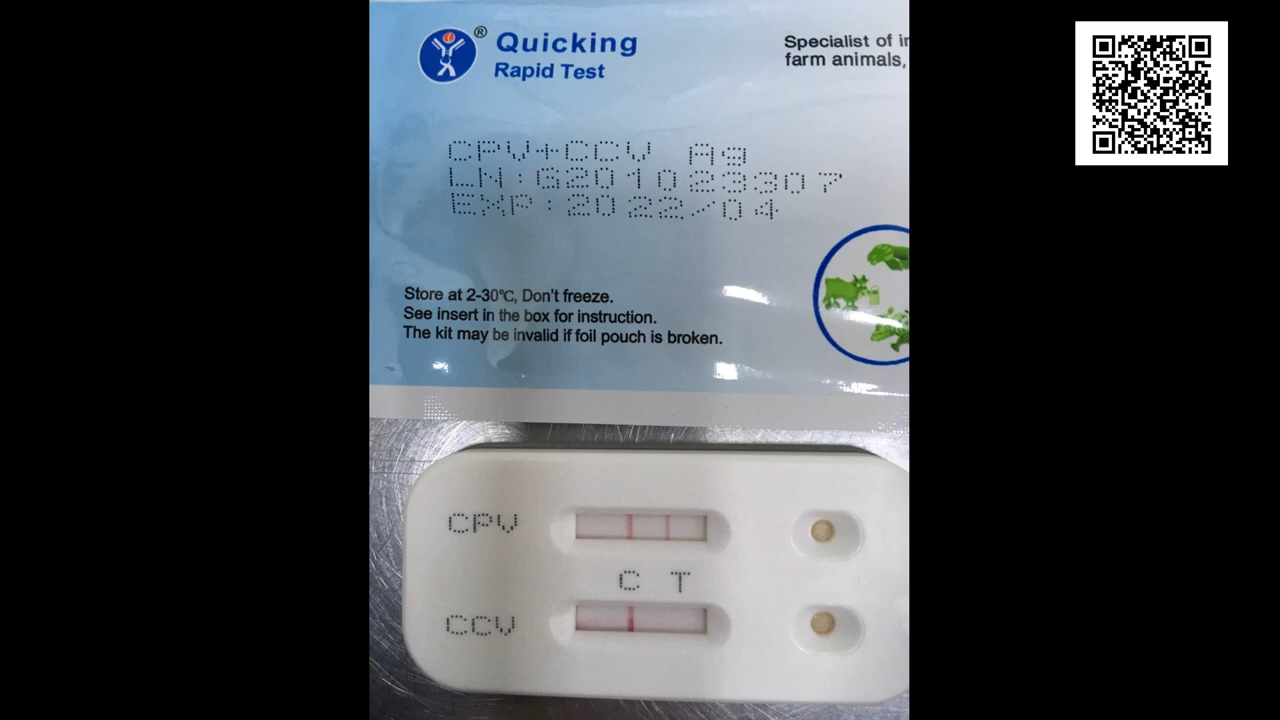 ® Quicking
Rapid Test
Specialist of
farm animals,
CPV+CCV Ag
LN:G201023307
EXP:2022/04
Store at 2-30℃, Don't freeze.
See insert in the box for instruction.
The kit may be invalid if foil pouch is broken.
CPV
C T
CCV